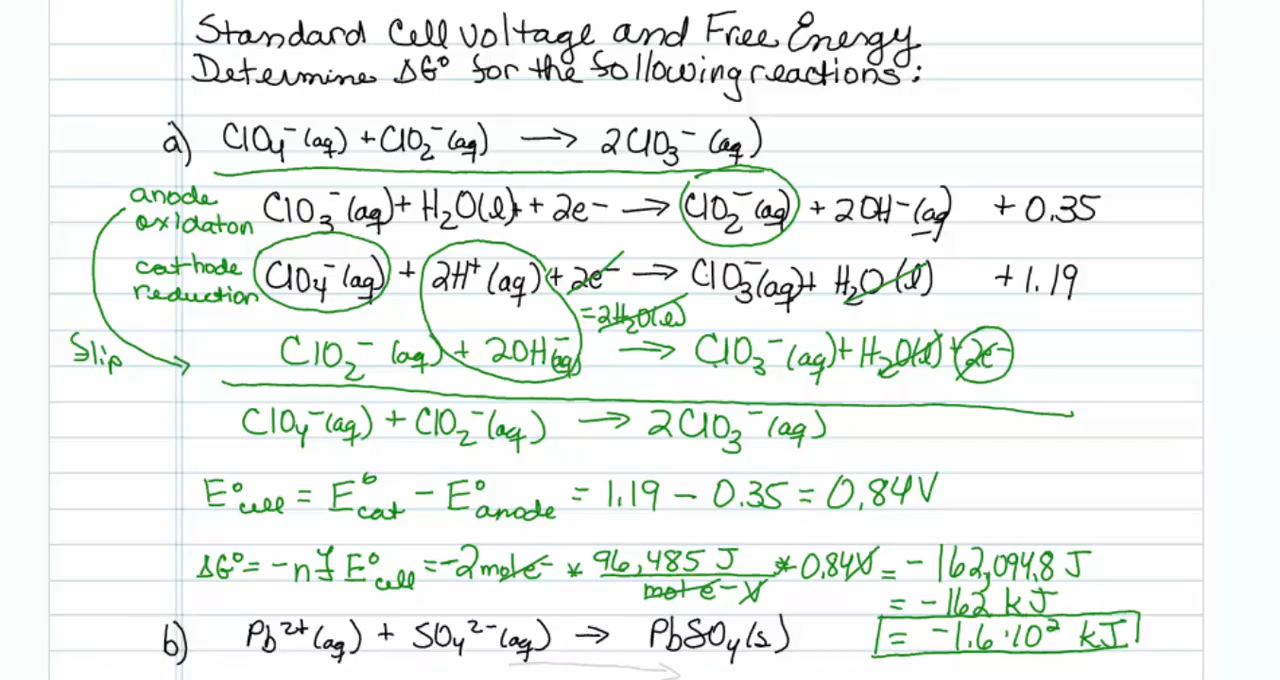 Standard Cell Voltage and Free Energy
Determine ΔG° for the following reactions:
a) ClO₄⁻(aq) + ClO₂⁻(aq) → 2ClO₃⁻(aq)
anode oxidaton ClO₃⁻(aq) + H₂O(l) + 2e⁻ → ClO₂⁻(aq) + 2OH⁻(aq) +0.35
cathode reduction ClO₄⁻(aq) + 2H⁺(aq) + 2e⁻ → ClO₃⁻(aq) + H₂O(l) +1.19
=2H₂O(l)
Slip ClO₂⁻(aq) + 2OH⁻(aq) → ClO₃⁻(aq) + H₂O(l) + 2e⁻
ClO₄⁻(aq) + ClO₂⁻(aq) → 2ClO₃⁻(aq)
E°cell = E°cat − E°anode = 1.19 − 0.35 = 0.84V
ΔG° = −nℱE°cell = −2 mol e⁻ * 96,485 J / mol e⁻ V * 0.84V = −162,094.8 J
= −162 kJ
= −1.6·10² kJ
b) Pb²⁺(aq) + SO₄²⁻(aq) → PbSO₄(s)